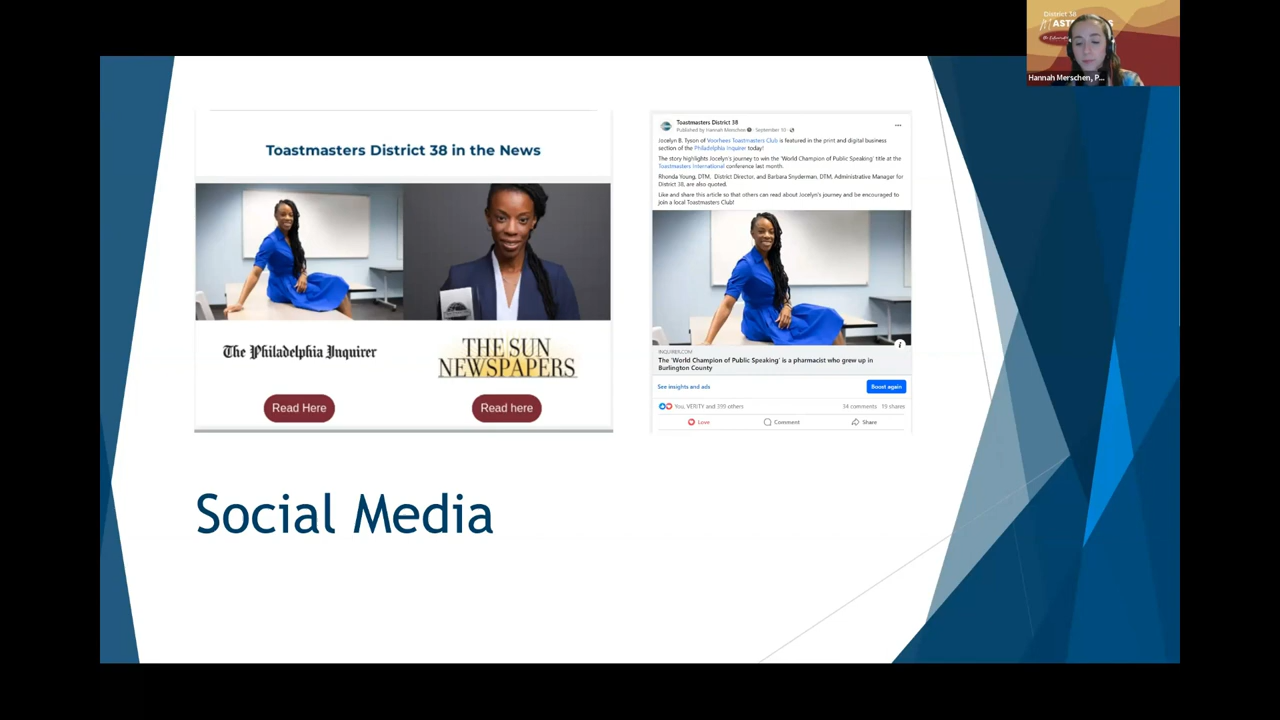 District 38
Hannah Merschen, P...
Toastmasters District 38 in the News
The Philadelphia Inquirer
THE SUN
NEWSPAPERS
Read Here
Read here
Toastmasters District 38
Published by Hannah Merschen · September 10 ·
Jocelyn B. Tyson of Voorhees Toastmasters Club is featured in the print and digital business
section of the Philadelphia Inquirer today!
The story highlights Jocelyn's journey to win the 'World Champion of Public Speaking' title at the
Toastmasters International conference last month.
Rhonda Young, DTM, District Director, and Barbara Snyderman, DTM, Administrative Manager for
District 38, are also quoted.
Like and share this article so that others can read about Jocelyn's journey and be encouraged to
join a local Toastmasters Club!
INQUIRER.COM
The 'World Champion of Public Speaking' is a pharmacist who grew up in
Burlington County
See insights and ads
Boost again
You, VERITY and 393 others
34 comments 19 shares
Love
Comment
Share
Social Media